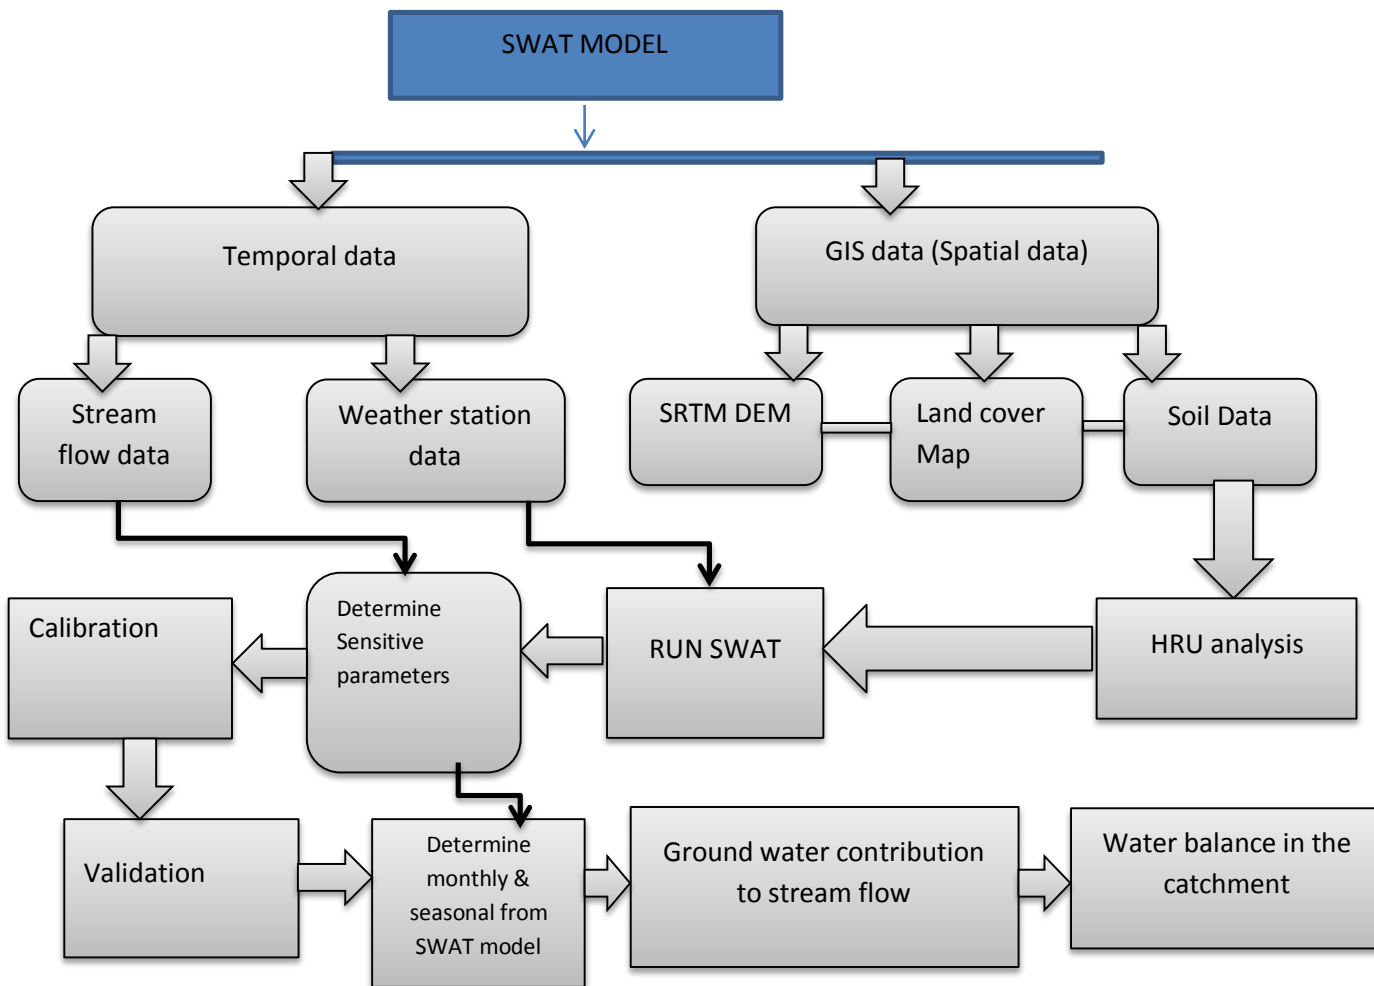 SWAT MODEL
Temporal data
GIS data (Spatial data)
Stream
flow data
Weather station
data
SRTM DEM
Land cover
Map
Soil Data
Calibration
Determine
Sensitive
parameters
RUN SWAT
HRU analysis
Validation
Determine
monthly &
seasonal from
SWAT model
Ground water contribution
to stream flow
Water balance in the
catchment